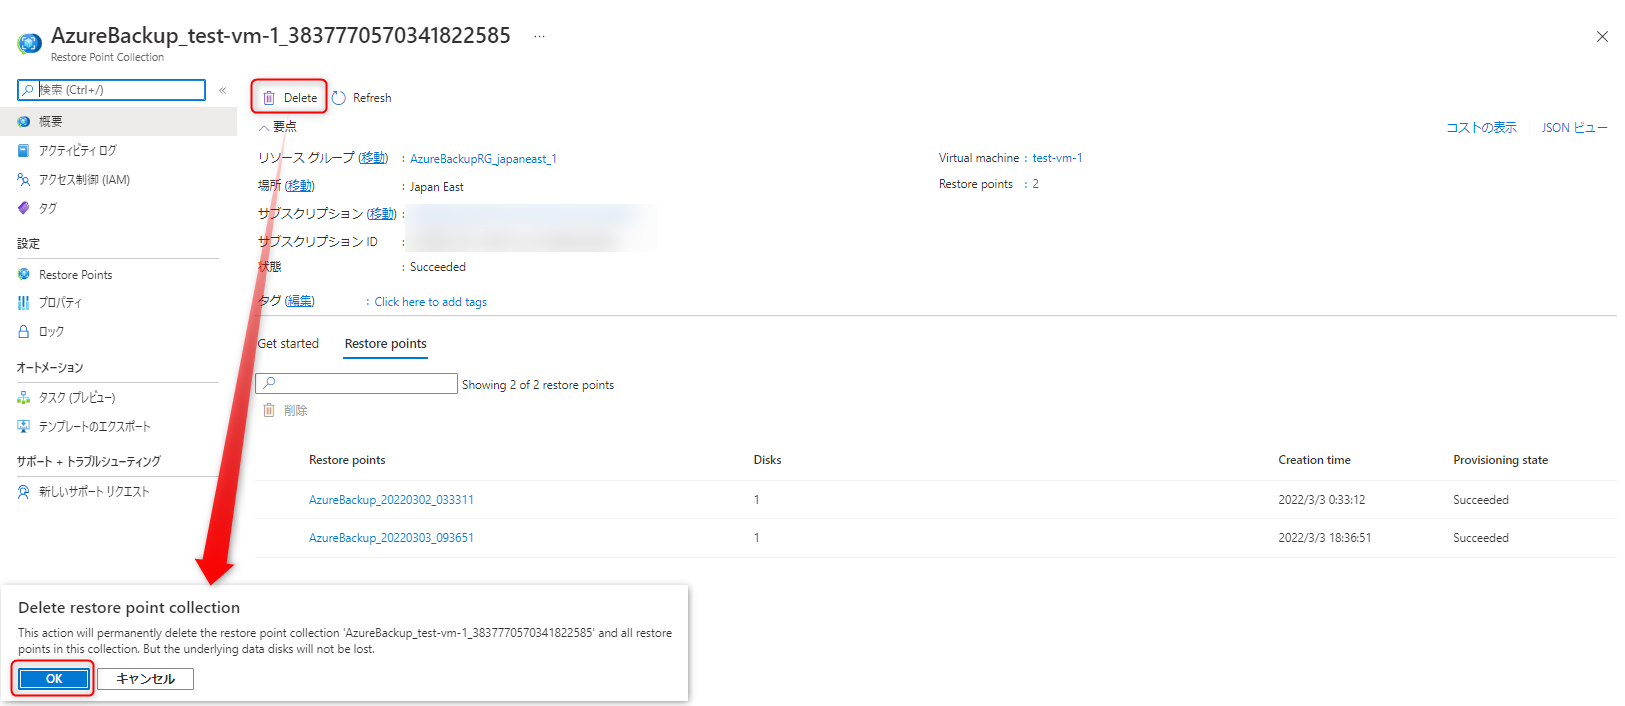 AzureBackup_test-vm-1_3837770570341822585 ...
Restore Point Collection
検索 (Ctrl+/)
«
概要
アクティビティ ログ
アクセス制御 (IAM)
タグ
設定
Restore Points
プロパティ
ロック
オートメーション
タスク (プレビュー)
テンプレートのエクスポート
サポート + トラブルシューティング
新しいサポート リクエスト
Delete Refresh
要点
コストの表示 JSON ビュー
リソース グループ (移動) : AzureBackupRG_japaneast_1
場所 (移動) : Japan East
サブスクリプション (移動) :
サブスクリプション ID :
状態 : Succeeded
タグ (編集) : Click here to add tags
Virtual machine : test-vm-1
Restore points : 2
Get started Restore points
Showing 2 of 2 restore points
削除
Restore points Disks Creation time Provisioning state
AzureBackup_20220302_033311 1 2022/3/3 0:33:12 Succeeded
AzureBackup_20220303_093651 1 2022/3/3 18:36:51 Succeeded
Delete restore point collection
This action will permanently delete the restore point collection 'AzureBackup_test-vm-1_3837770570341822585' and all restore
points in this collection. But the underlying data disks will not be lost.
OK キャンセル